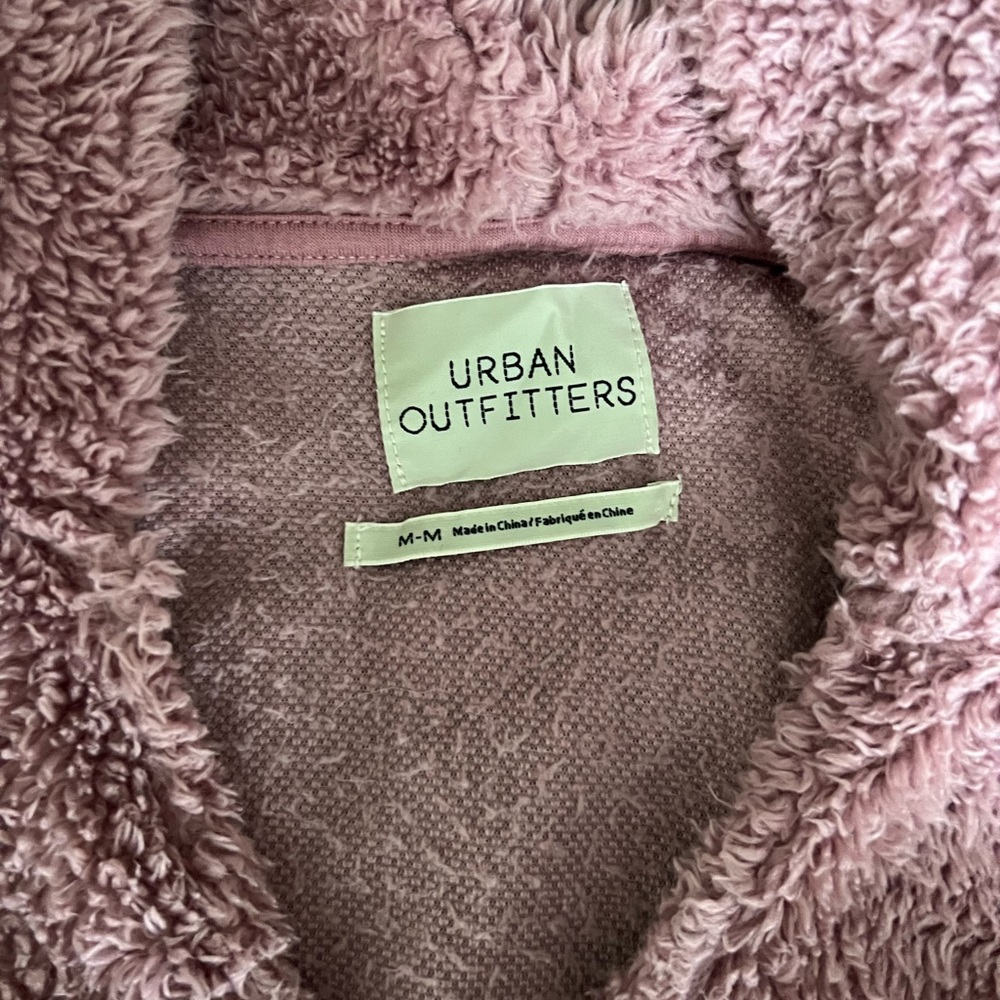 URBAN
OUTFITTERS
M-M Made in China / Fabriqué en Chine